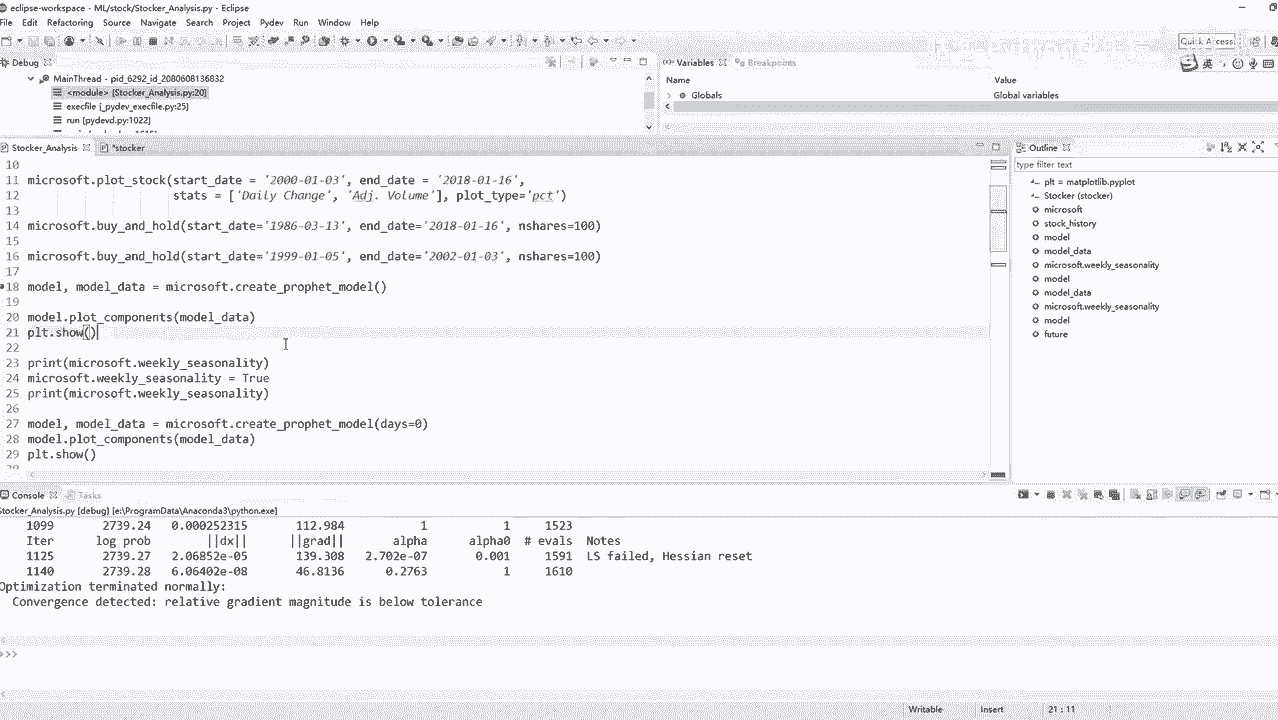 eclipse-workspace - ML/stock/Stocker_Analysis.py - Eclipse
File Edit Refactoring Source Navigate Search Project Pydev Run Window Help
Quick Access
Debug
Variables Breakpoints
MainThread - pid_6292_id_2080608136832
<module> [Stocker_Analysis.py:20]
execfile [_pydev_execfile.py:25]
run [pydevd.py:1022]
Name Value
Globals Global variables
Stocker_Analysis *stocker
10
11 microsoft.plot_stock(start_date = '2000-01-03', end_date = '2018-01-16',
12 stats = ['Daily Change', 'Adj. Volume'], plot_type='pct')
13
14 microsoft.buy_and_hold(start_date='1986-03-13', end_date='2018-01-16', nshares=100)
15
16 microsoft.buy_and_hold(start_date='1999-01-05', end_date='2002-01-03', nshares=100)
17
18 model, model_data = microsoft.create_prophet_model()
19
20 model.plot_components(model_data)
21 plt.show()
22
23 print(microsoft.weekly_seasonality)
24 microsoft.weekly_seasonality = True
25 print(microsoft.weekly_seasonality)
26
27 model, model_data = microsoft.create_prophet_model(days=0)
28 model.plot_components(model_data)
29 plt.show()
Outline
type filter text
plt = matplotlib.pyplot
Stocker (stocker)
microsoft
stock_history
model
model_data
microsoft.weekly_seasonality
model
model_data
microsoft.weekly_seasonality
model
future
Console Tasks
Stocker_Analysis.py [debug] [e:\ProgramData\Anaconda3\python.exe]
1099 2739.24 0.000252315 112.984 1 1 1523
Iter log prob ||dx|| ||grad|| alpha alpha0 # evals Notes
1125 2739.27 2.06852e-05 139.308 2.702e-07 0.001 1591 LS failed, Hessian reset
1140 2739.28 6.06402e-08 46.8136 0.2763 1 1610
Optimization terminated normally:
Convergence detected: relative gradient magnitude is below tolerance
>>>
Writable Insert 21 : 11